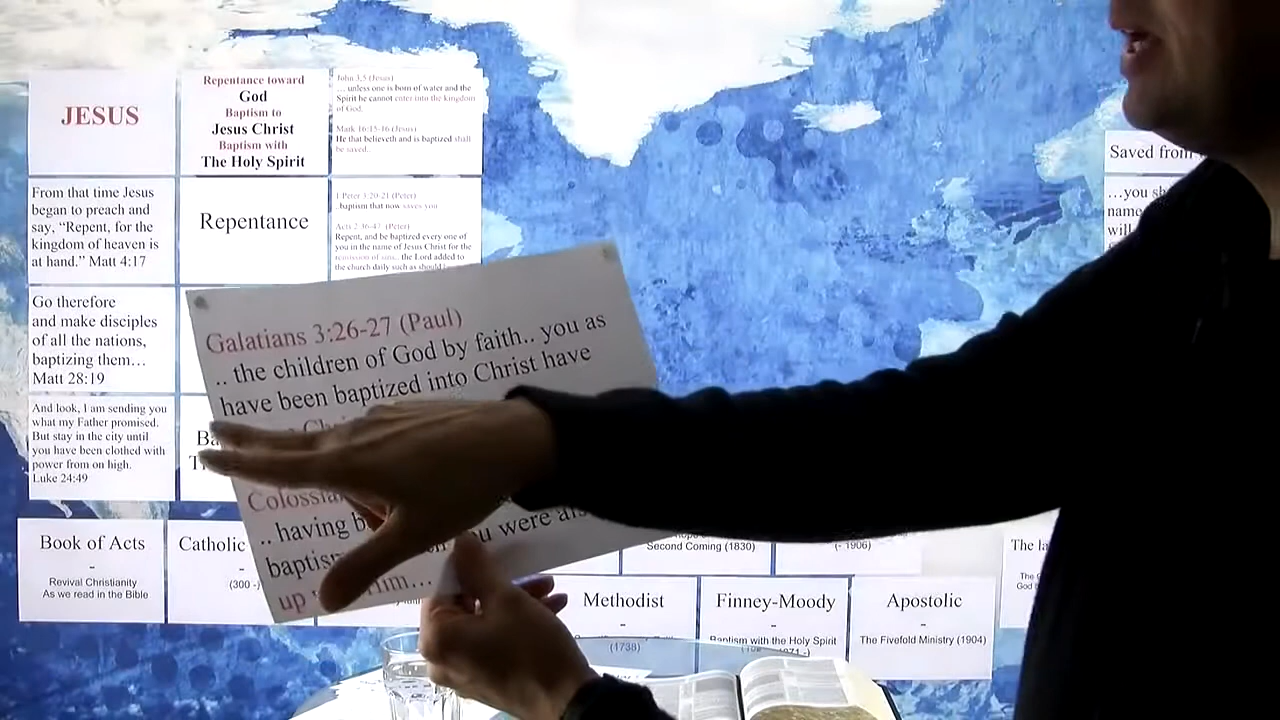 JESUS
Repentance toward
God
Baptism to
Jesus Christ
Baptism with
The Holy Spirit
John 3,5 (Jesus)
… unless one is born of water and the
Spirit he cannot enter into the kingdom
of God.
Mark 16:15-16 (Jesus)
He that believeth and is baptized shall
be saved..
From that time Jesus
began to preach and
say, “Repent, for the
kingdom of heaven is
at hand.” Matt 4:17
Repentance
1 Peter 3:20-21 (Peter)
..baptism that now saves you
Acts 2:36-47 (Peter)
Repent, and be baptized every one of
you in the name of Jesus Christ for the
remission of sins.. the Lord added to
the church daily such as should
Saved from
…you
name
will
Go therefore
and make disciples
of all the nations,
baptizing them…
Matt 28:19
And look, I am sending you
what my Father promised.
But stay in the city until
you have been clothed with
power from on high.
Luke 24:49
Galatians 3:26-27 (Paul)
.. the children of God by faith.. you as
have been baptized into Christ have
.. having
you were
up Him…
Book of Acts
-
Revival Christianity
As we read in the Bible
Catholic
-
(300 -)
Second Coming (1830)
(- 1906)
The
God
Methodist
-
(1738)
Finney-Moody
-
Baptism with the Holy Spirit
Apostolic
-
The Fivefold Ministry (1904)